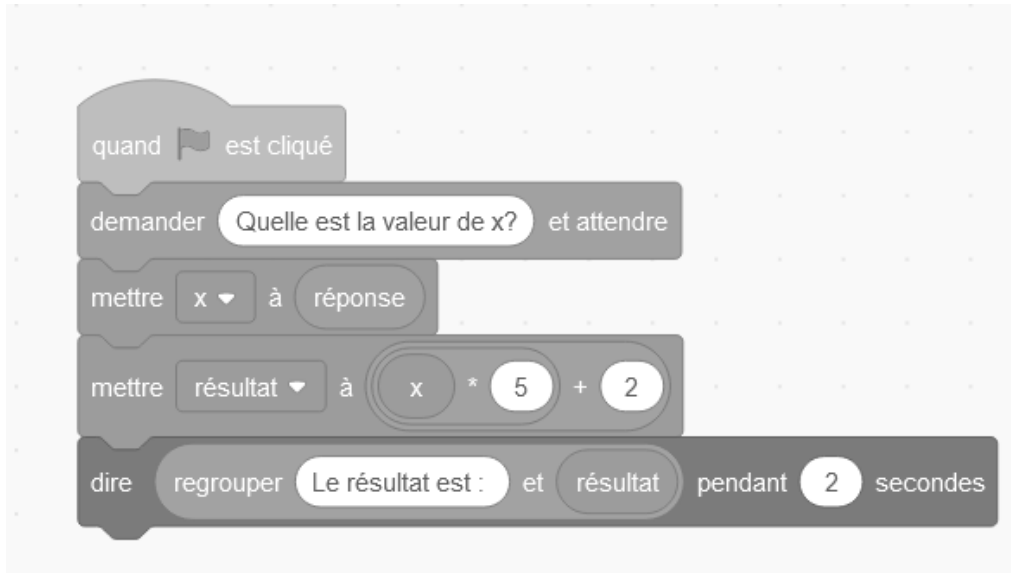 quand est cliqué
demander Quelle est la valeur de x? et attendre
mettre x à réponse
mettre résultat à x * 5 + 2
dire regrouper Le résultat est : et résultat pendant 2 secondes